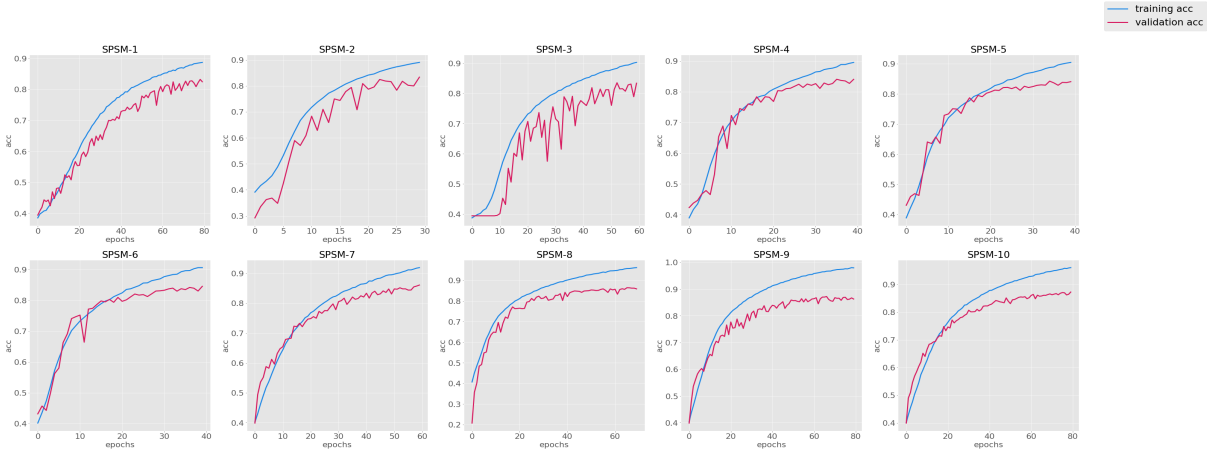 training acc
validation acc
SPSM-1
SPSM-2
SPSM-3
SPSM-4
SPSM-5
0.9
0.8
0.7
0.6
0.5
0.4
acc
0 20 40 60 80
epochs
0.9
0.8
0.7
0.6
0.5
0.4
0.3
acc
0 5 10 15 20 25 30
epochs
0.9
0.8
0.7
0.6
0.5
0.4
acc
0 10 20 30 40 50 60
epochs
0.9
0.8
0.7
0.6
0.5
0.4
acc
0 10 20 30 40
epochs
0.9
0.8
0.7
0.6
0.5
0.4
acc
0 10 20 30 40
epochs
SPSM-6
SPSM-7
SPSM-8
SPSM-9
SPSM-10
0.9
0.8
0.7
0.6
0.5
0.4
acc
0 10 20 30 40
epochs
0.9
0.8
0.7
0.6
0.5
0.4
acc
0 10 20 30 40 50 60
epochs
0.9
0.8
0.7
0.6
0.5
0.4
0.3
0.2
acc
0 20 40 60
epochs
1.0
0.9
0.8
0.7
0.6
0.5
0.4
acc
0 20 40 60 80
epochs
0.9
0.8
0.7
0.6
0.5
0.4
acc
0 20 40 60 80
epochs